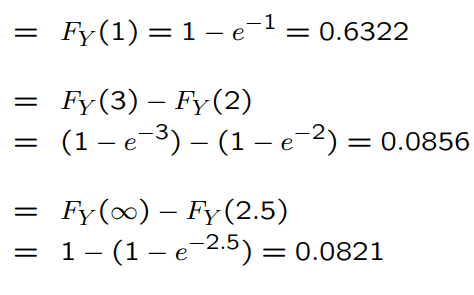 = F_Y(1) = 1 − e^{−1} = 0.6322
= F_Y(3) − F_Y(2)
= (1 − e^{−3}) − (1 − e^{−2}) = 0.0856
= F_Y(∞) − F_Y(2.5)
= 1 − (1 − e^{−2.5}) = 0.0821